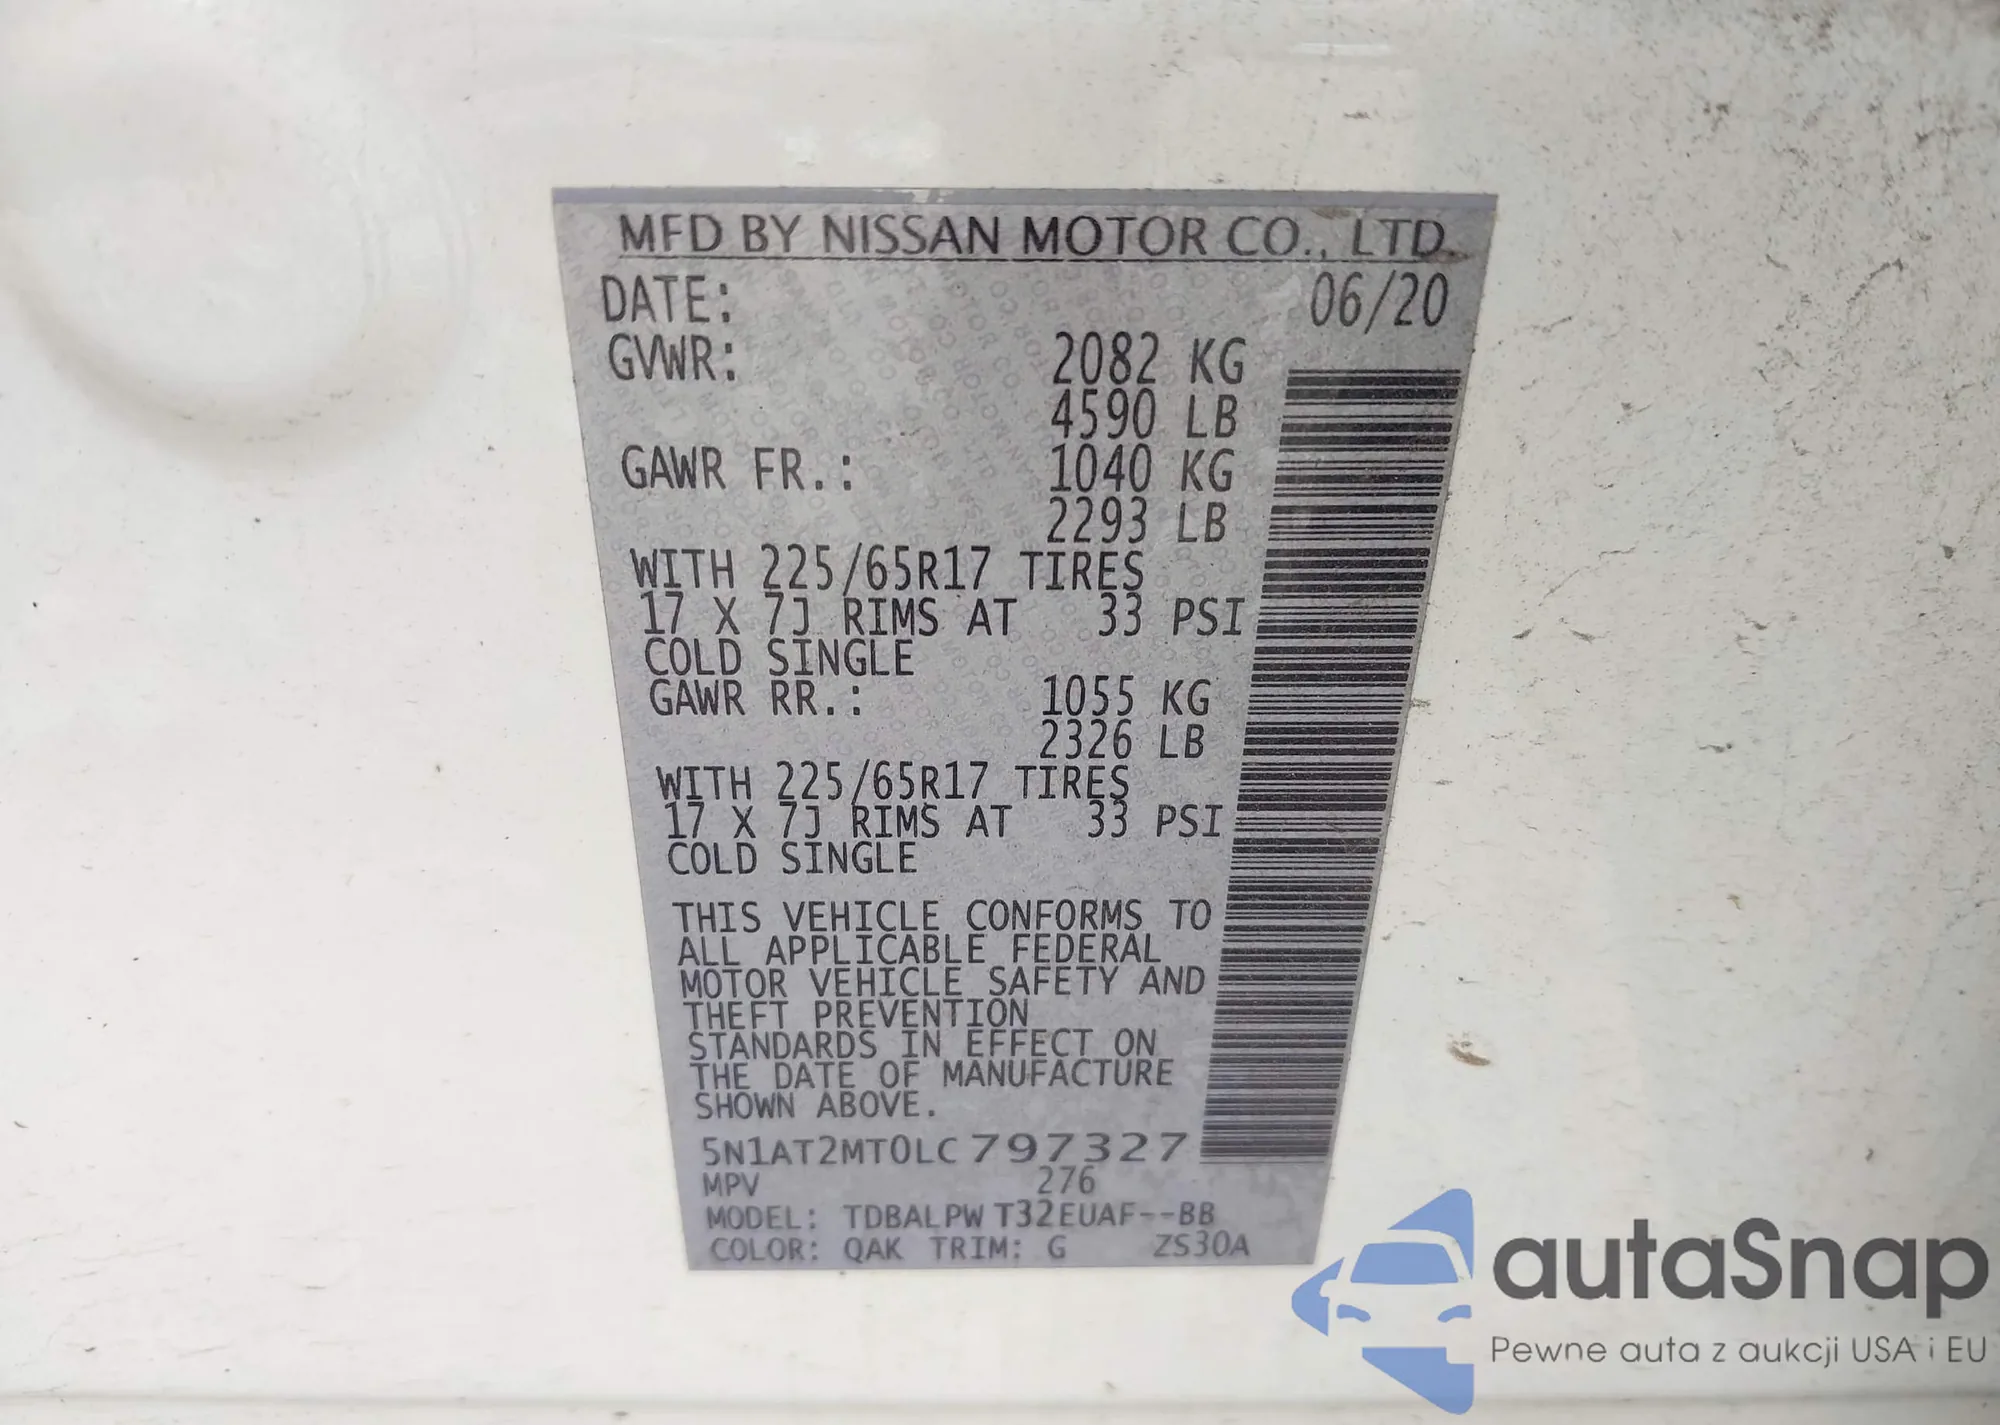 MFD BY NISSAN MOTOR CO., LTD.
DATE: 06/20
GVWR: 2082 KG
4590 LB
GAWR FR.: 1040 KG
2293 LB
WITH 225/65R17 TIRES
17 X 7J RIMS AT 33 PSI
COLD SINGLE
GAWR RR.: 1055 KG
2326 LB
WITH 225/65R17 TIRES
17 X 7J RIMS AT 33 PSI
COLD SINGLE
THIS VEHICLE CONFORMS TO
ALL APPLICABLE FEDERAL
MOTOR VEHICLE SAFETY AND
THEFT PREVENTION
STANDARDS IN EFFECT ON
THE DATE OF MANUFACTURE
SHOWN ABOVE.
5N1AT2MT0LC797327
MPV 276
MODEL: TDBALPW T32EUAF--BB
COLOR: QAK TRIM: G ZS30A
autaSnap
Pewne auta z aukcji USA i EU